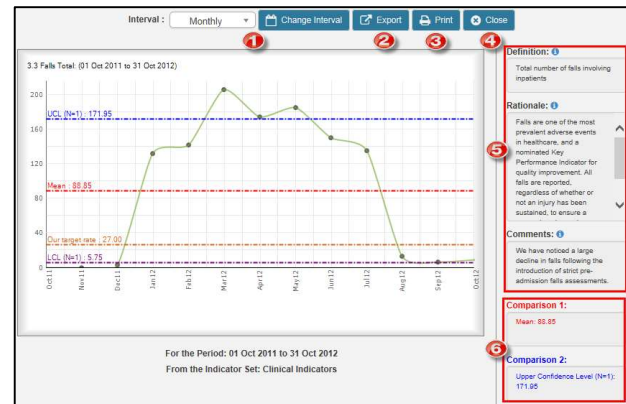 Interval : Monthly Change Interval Export Print Close
1 2 3 4
3.3 Falls Total: (01 Oct 2011 to 31 Oct 2012)
200
UCL (N=1) : 171.95
160
120
Mean : 88.85
80
40
Our target rate : 27.00
LCL (N=1) : 5.75
0
Oct11 Nov11 Dec11 Jan12 Feb12 Mar12 Apr12 May12 Jun12 Jul12 Aug12 Sep12 Oct12
For the Period: 01 Oct 2011 to 31 Oct 2012
From the Indicator Set: Clinical Indicators
Definition:
Total number of falls involving
inpatients
Rationale:
5
Falls are one of the most
prevalent adverse events
in healthcare, and a
nominated Key
Performance Indicator for
quality improvement. All
falls are reported,
regardless of whether or
not an injury has been
sustained, to ensure a
Comments:
We have noticed a large
decline in falls following the
introduction of strict pre-
admission falls assessments.
Comparison 1:
Mean: 88.85
6
Comparison 2:
Upper Confidence Level (N=1):
171.95